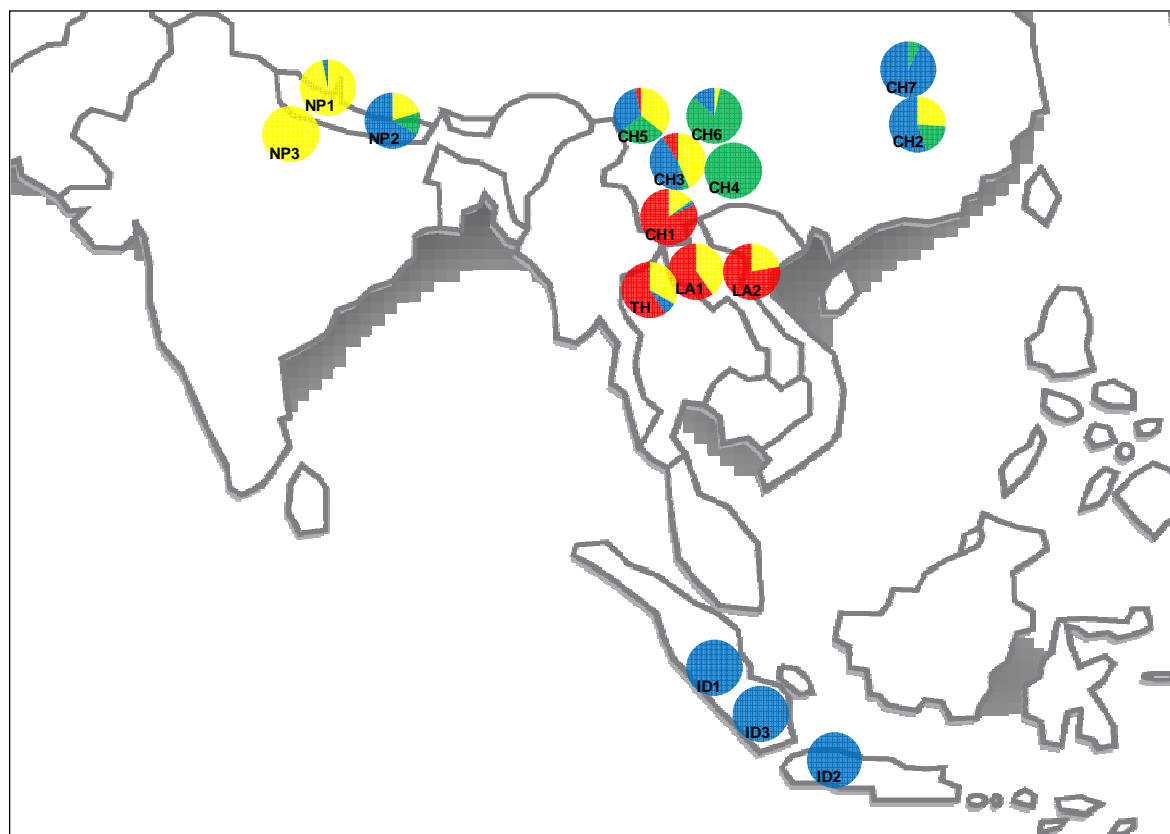 CH7
NP1
CH5
CH6
NP2
CH2
NP3
CH3
CH4
CH1
LA1
LA2
TH
ID1
ID3
ID2